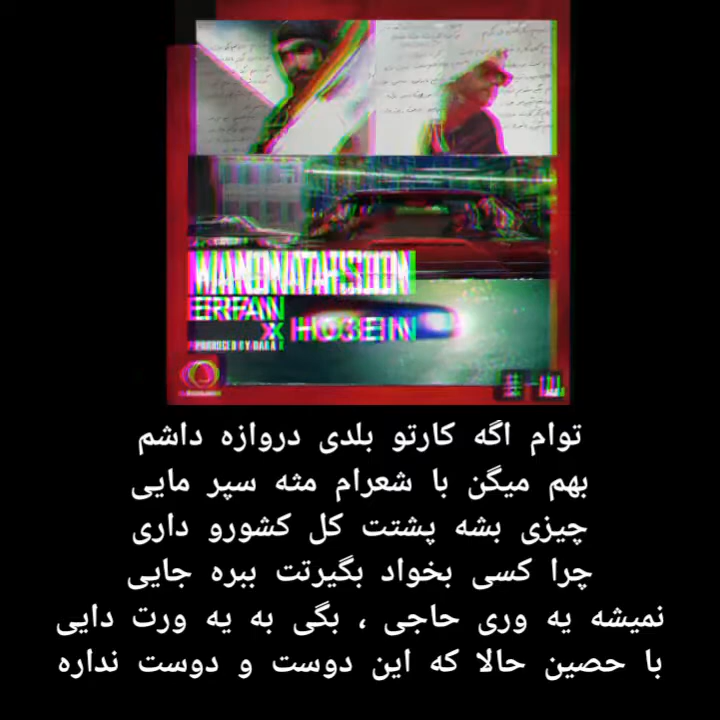 MANONATARSOON
ERFAN
X HO3EIN
PRODUCED BY
توام اگه کارتو بلدی دروازه داشم
بهم میگن با شعرام مثه سپر مایی
چیزی بشه پشتت کل کشورو داری
چرا کسی بخواد بگیرتت ببره جایی
نمیشه یه وری حاجی ، بگی به یه ورت دایی
با حصین حالا که این دوست و دوست نداره